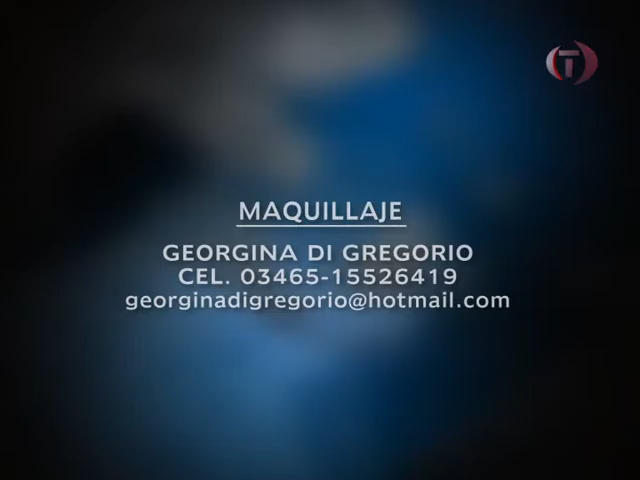 T
MAQUILLAJE
GEORGINA DI GREGORIO
CEL. 03465-15526419
georginadigregorio@hotmail.com